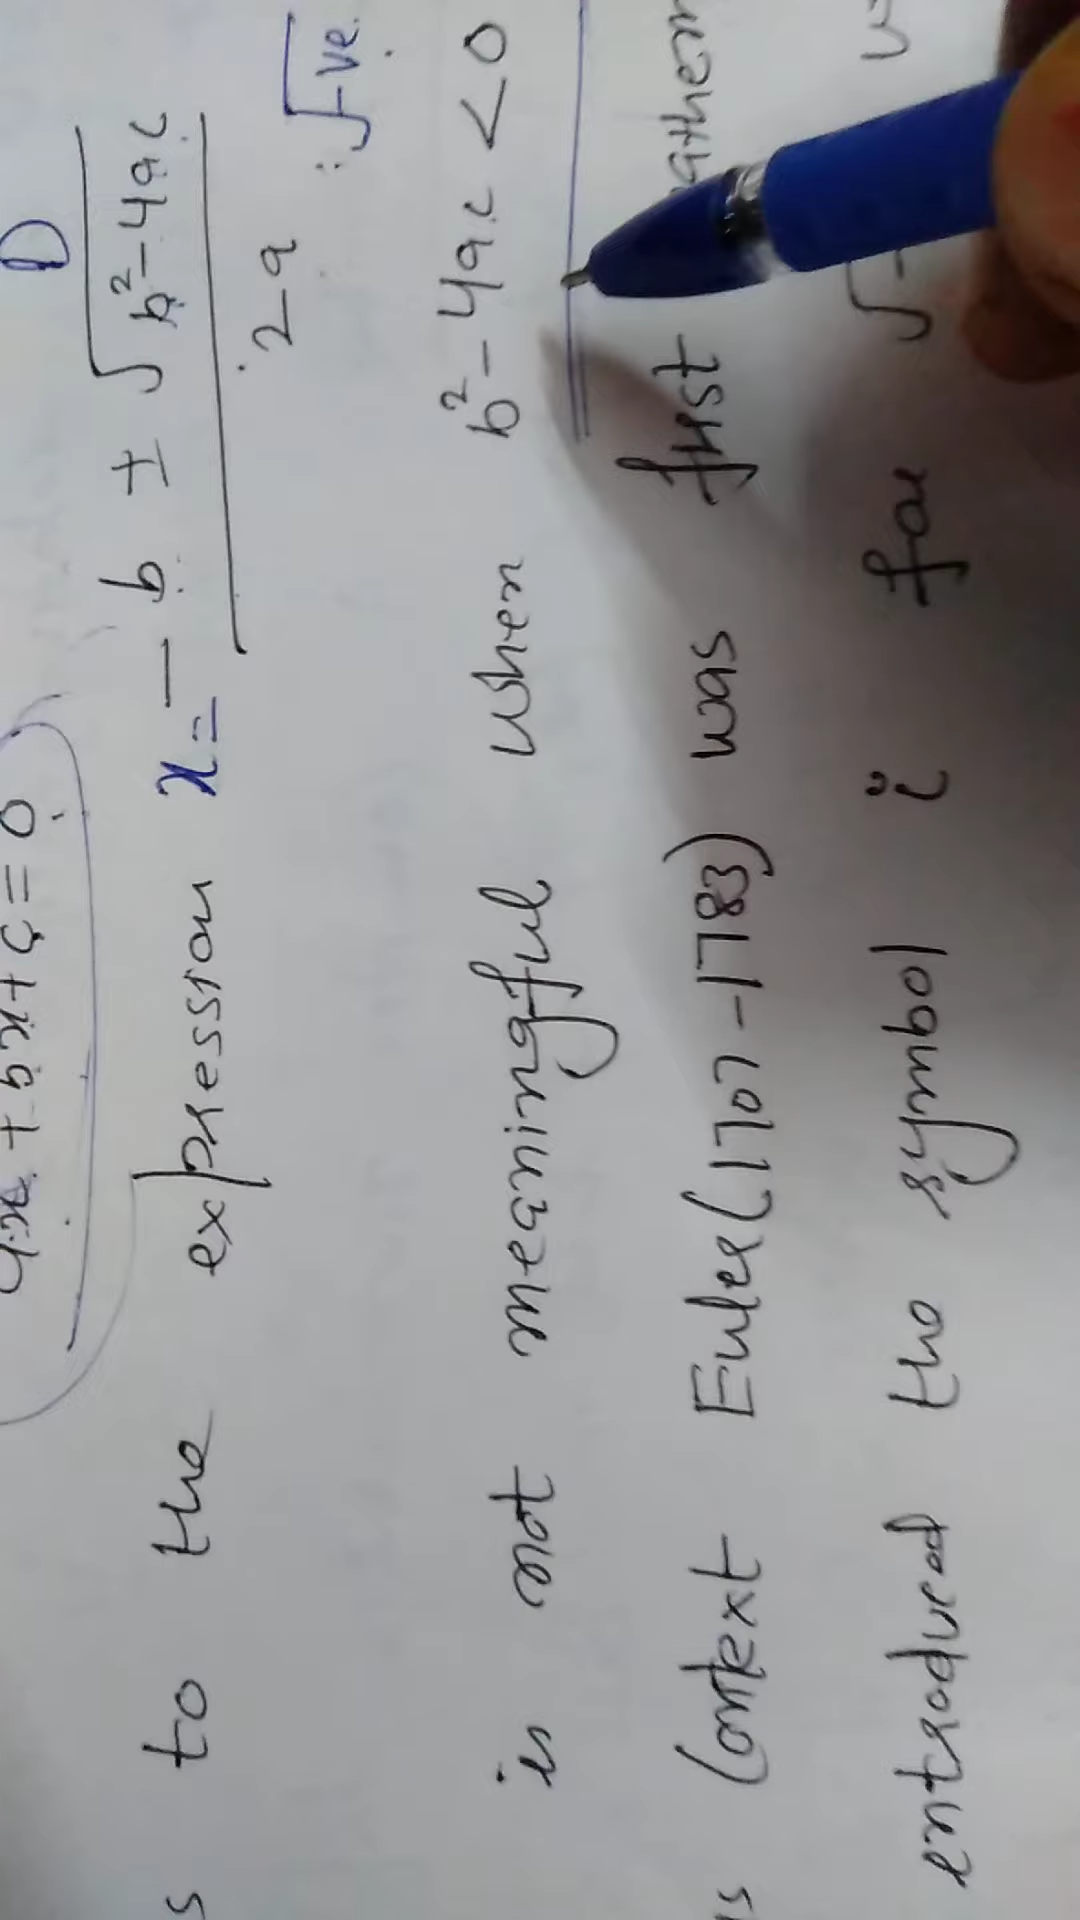 ax² + bx + c = 0
D
s to the expression x = - b ± √b² - 4ac
2a
: √-ve.
is not meaningful when b² - 4ac < 0
s Context Euler (1707 - 1783) was first
entroduced the symbol i for √-